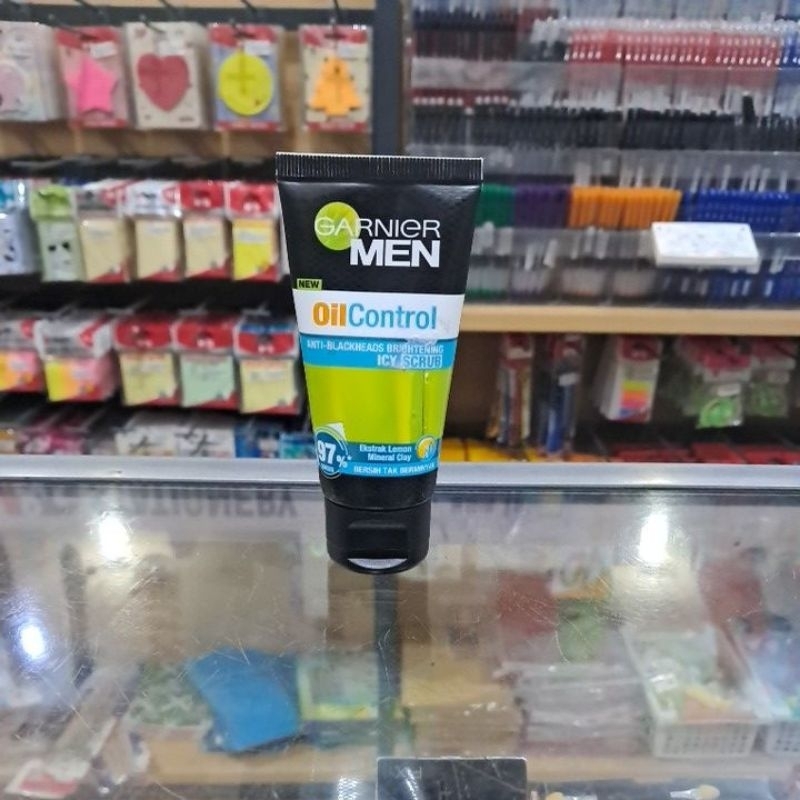 GARNIER
MEN
NEW
OilControl
ANTI-BLACKHEADS BRIGHTENING
ICY SCRUB
97%
Ekstrak Lemon
Mineral Clay
BERSIH TAK BERMINYAK